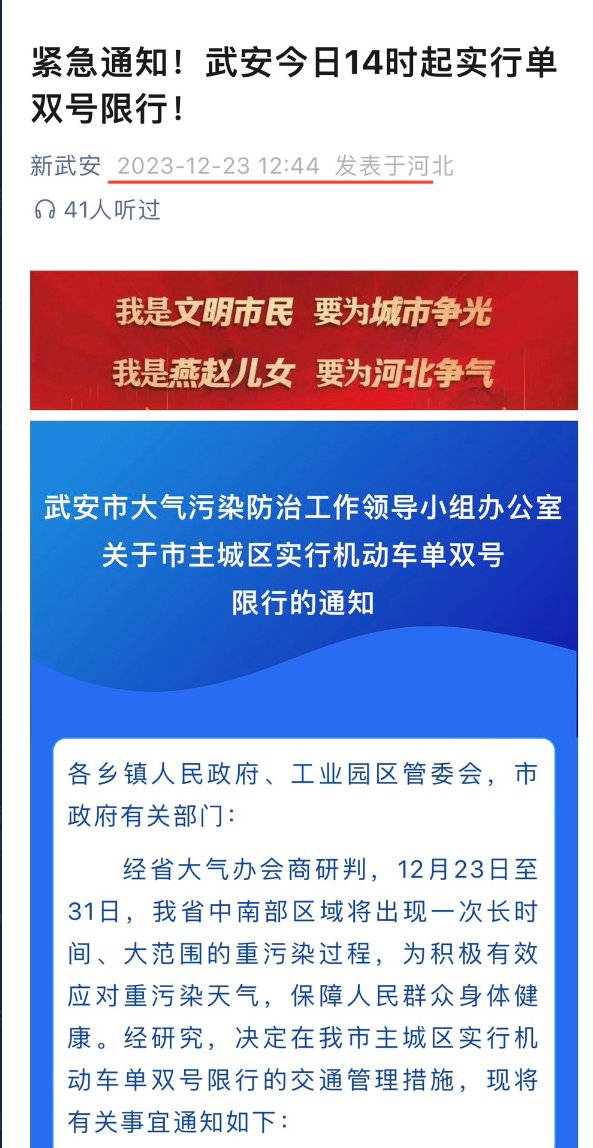 紧急通知！武安今日14时起实行单
双号限行！
新武安 2023-12-23 12:44 发表于河北
41人听过
我是文明市民 要为城市争光
我是燕赵儿女 要为河北争气
武安市大气污染防治工作领导小组办公室
关于市主城区实行机动车单双号
限行的通知
各乡镇人民政府、工业园区管委会，市
政府有关部门：
经省大气办会商研判，12月23日至
31日，我省中南部区域将出现一次长时
间、大范围的重污染过程，为积极有效
应对重污染天气，保障人民群众身体健
康。经研究，决定在我市主城区实行机
动车单双号限行的交通管理措施，现将
有关事宜通知如下：